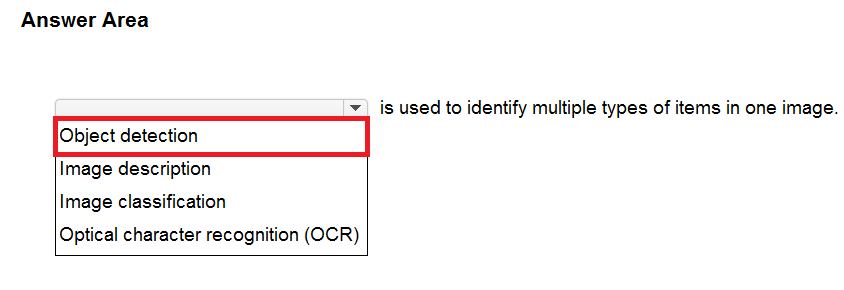 Answer Area
is used to identify multiple types of items in one image.
Object detection
Image description
Image classification
Optical character recognition (OCR)